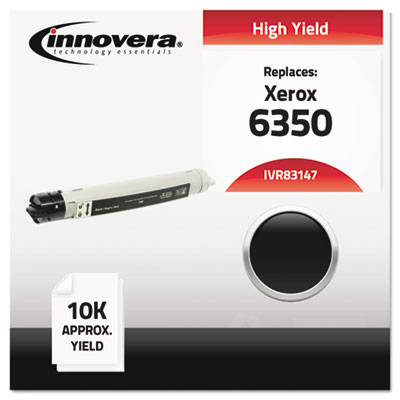 innovera
technology essentials
High Yield
Replaces:
Xerox
6350
IVR83147
10K
APPROX.
YIELD